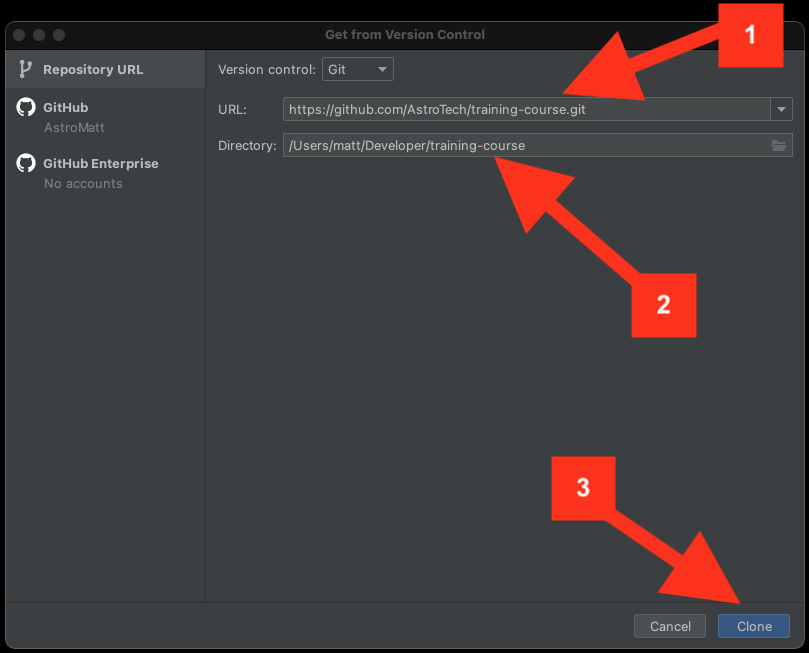 Get from Version Control
1
Repository URL
GitHub
AstroMatt
GitHub Enterprise
No accounts
Version control: Git
URL: https://github.com/AstroTech/training-course.git
Directory: /Users/matt/Developer/training-course
2
3
Cancel Clone